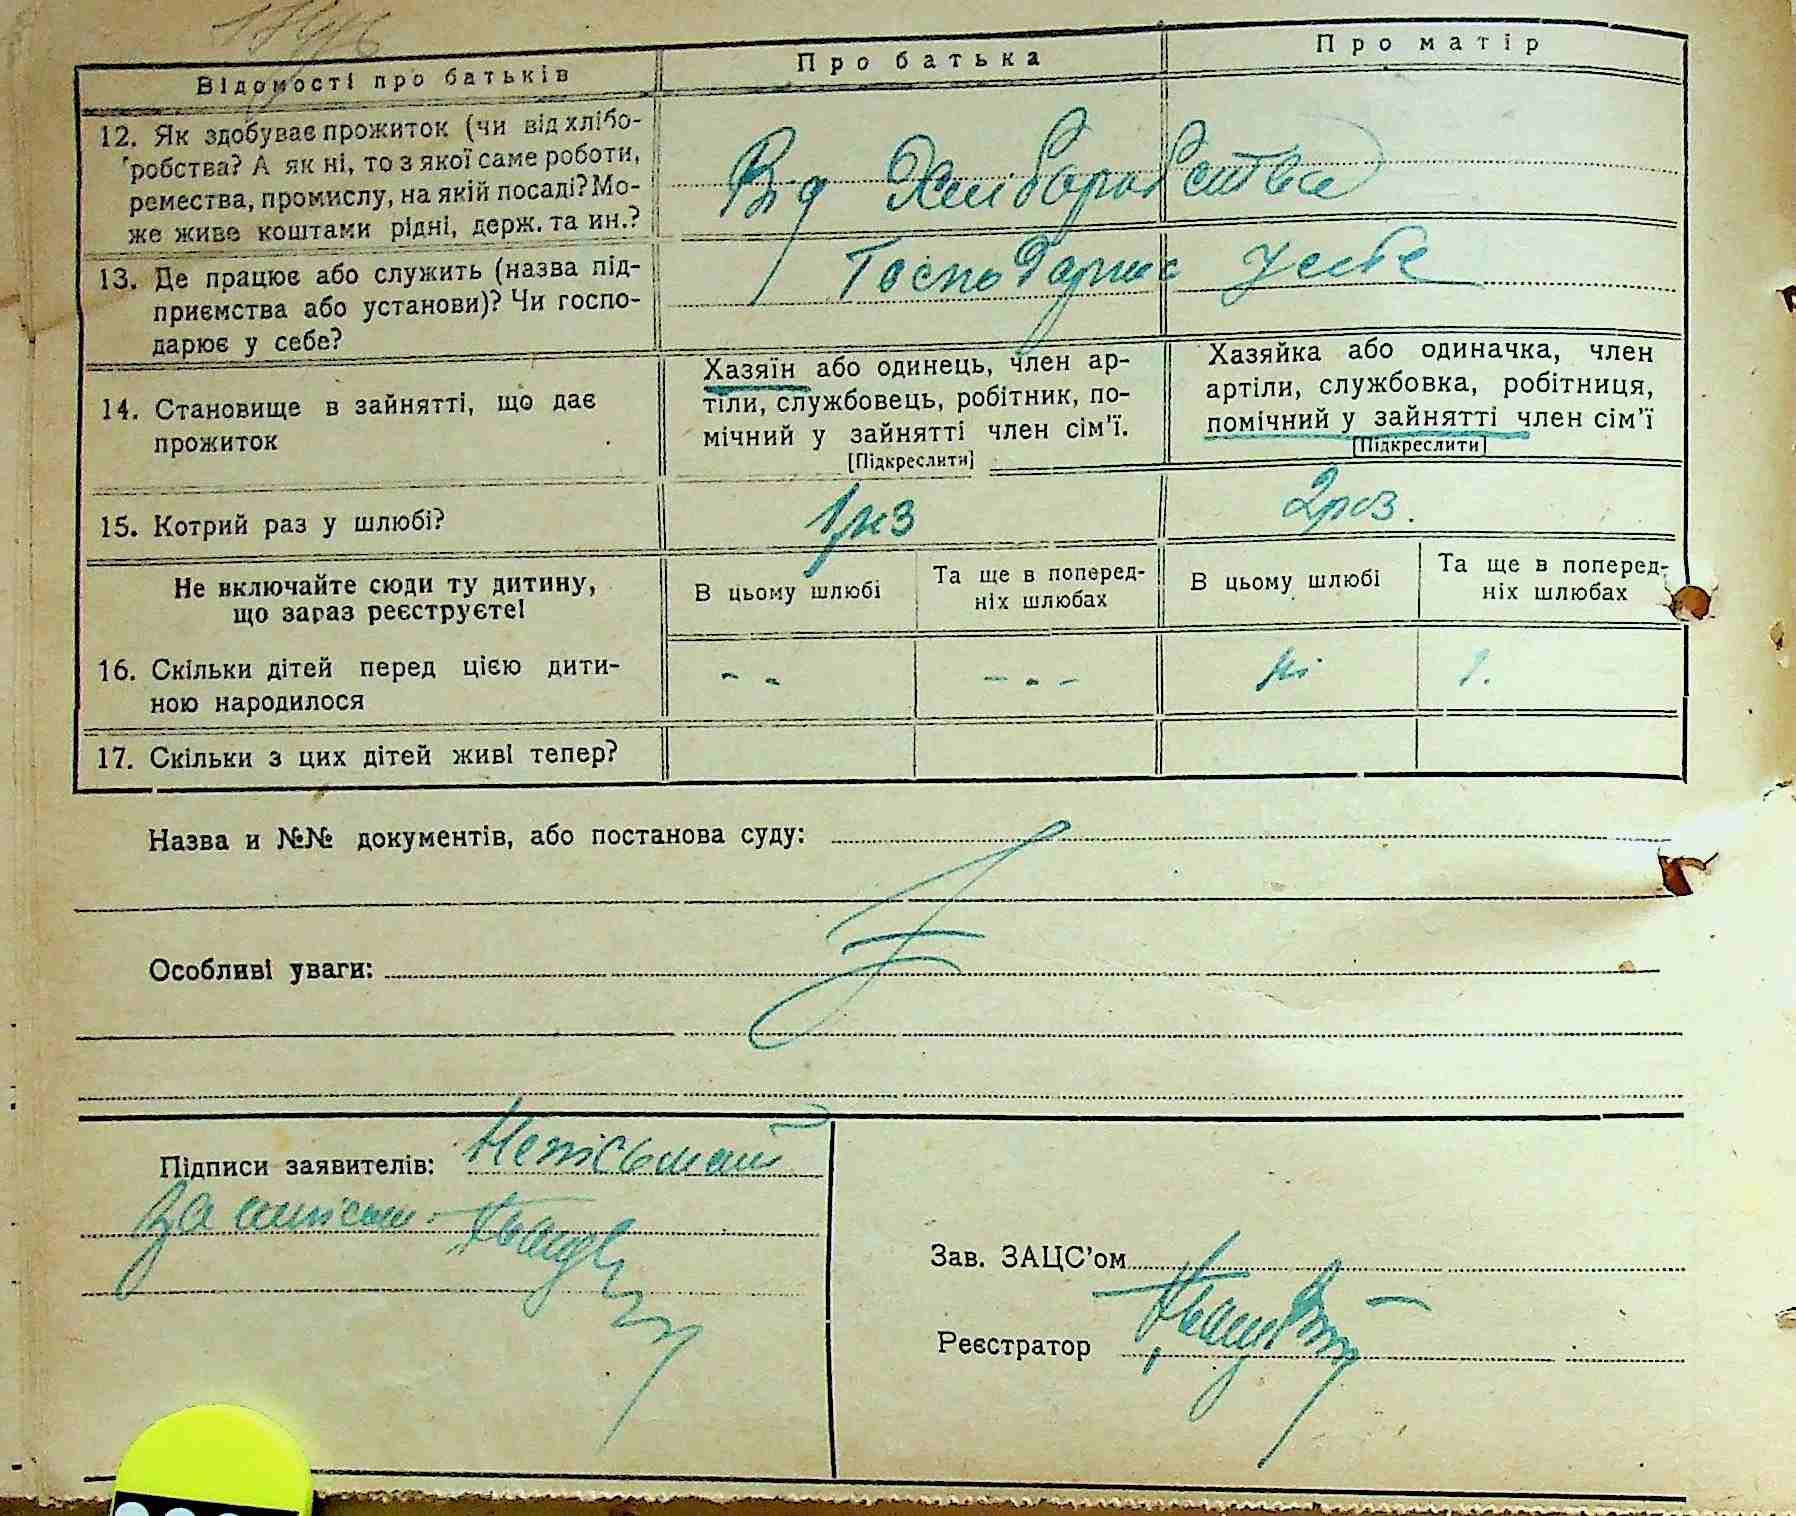 Відомості про батьків
Про батька
Про матір
12. Як здобуває прожиток (чи від хлібо-
робства? А як ні, то з якої саме роботи,
ремества, промислу, на якій посаді? Мо-
же живе коштами рідні, держ. та ин.?
Від Хліборобства
13. Де працює або служить (назва під-
приємства або установи)? Чи госпо-
дарює у себе?
Господарює у себе
14. Становище в зайнятті, що дає
прожиток
Хазяїн або одинець, член ар-
тіли, службовець, робітник, по-
мічний у зайнятті член сім'ї.
[Підкреслити]
Хазяйка або одиначка, член
артіли, службовка, робітниця,
помічний у зайнятті член сім'ї
[Підкреслити]
15. Котрий раз у шлюбі?
1 раз
2 раз.
Не включайте сюди ту дитину,
що зараз реєструєте!
В цьому шлюбі
Та ще в поперед-
ніх шлюбах
В цьому шлюбі
Та ще в поперед-
ніх шлюбах
16. Скільки дітей перед цією дити-
ною народилося
- -
- - -
ні
1.
17. Скільки з цих дітей живі тепер?
Назва и №№ документів, або постанова суду:
Особливі уваги:
Підписи заявителів:
Зав. ЗАЦС'ом
Реєстратор